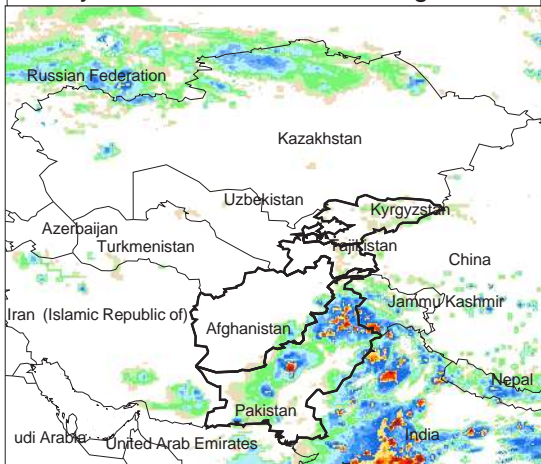 Russian Federation
Kazakhstan
Uzbekistan
Kyrgyzstan
Azerbaijan
Turkmenistan
Tajikistan
China
Iran (Islamic Republic of)
Afghanistan
Jammu Kashmir
Nepal
Pakistan
India
udi Arabia
United Arab Emirates